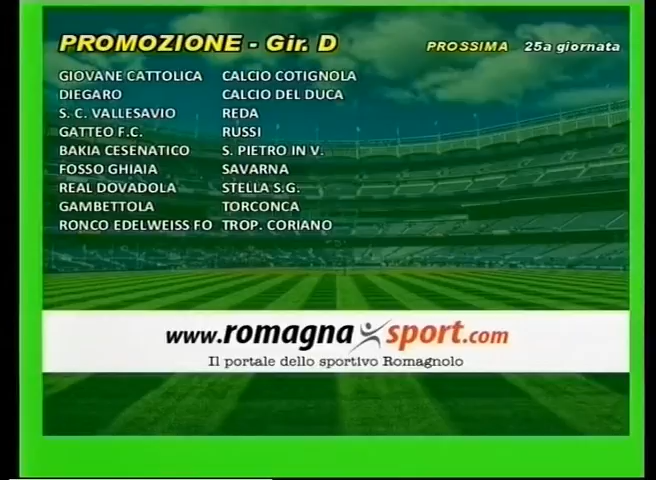 PROMOZIONE - Gir. D
PROSSIMA 25a giornata
GIOVANE CATTOLICA CALCIO COTIGNOLA
DIEGARO CALCIO DEL DUCA
S. C. VALLESAVIO REDA
GATTEO F.C. RUSSI
BAKIA CESENATICO S. PIETRO IN V.
FOSSO GHIAIA SAVARNA
REAL DOVADOLA STELLA S.G.
GAMBETTOLA TORCONCA
RONCO EDELWEISS FO TROP. CORIANO
www.romagnasport.com
Il portale dello sportivo Romagnolo